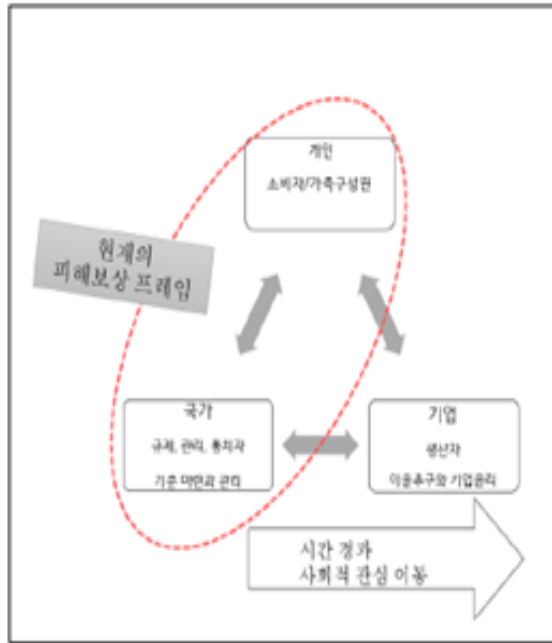 개인
소비자/가족구성원
현재의
피해보상 프레임
국가
규제, 관리, 통치자
기준 마련과 관리
기업
생산자
이윤추구와 기업윤리
시간 경과
사회적 관심 이동